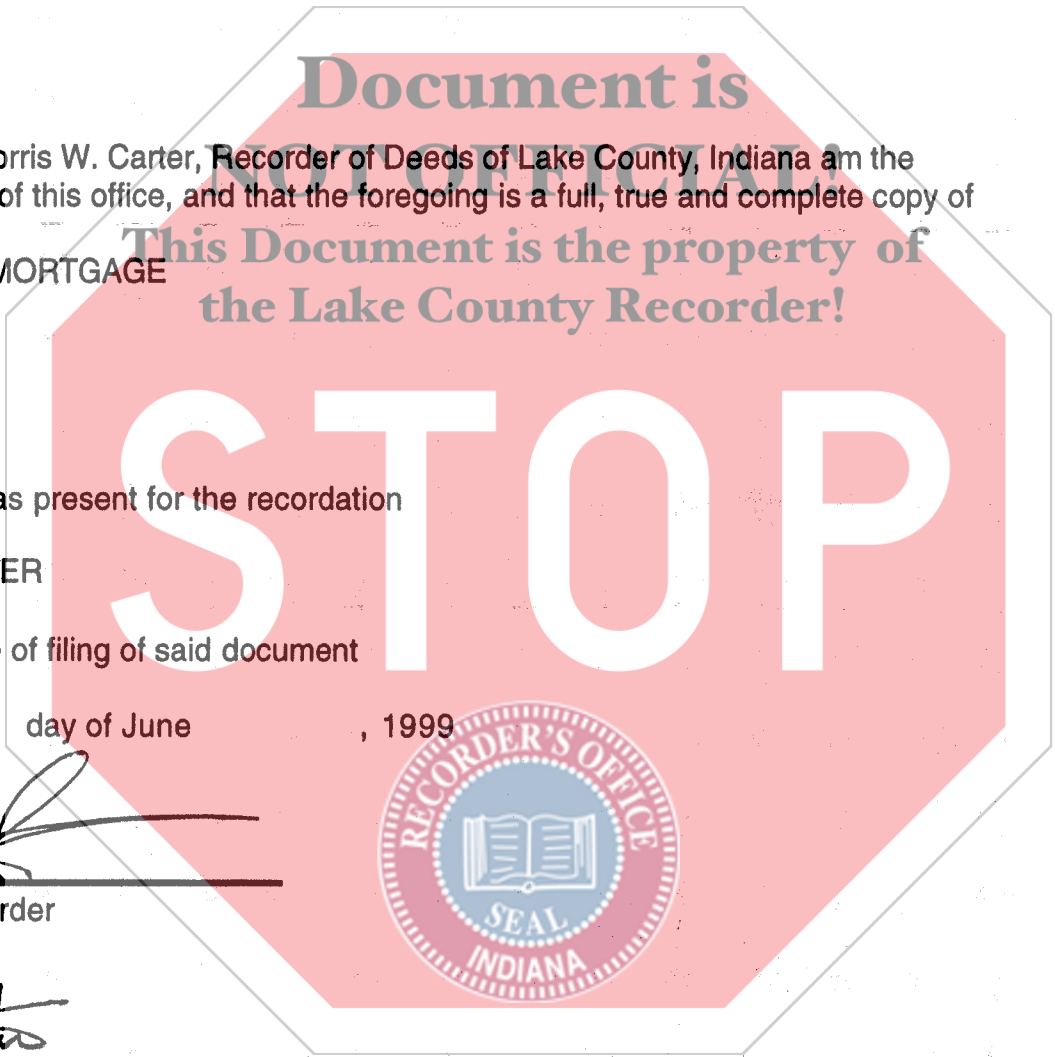 Document is
orris W. Carter, Recorder of Deeds of Lake County, Indiana am the
NOT OFFICIAL!
of this office, and that the foregoing is a full, true and complete copy of
This Document is the property of
MORTGAGE
the Lake County Recorder!
STOP
as present for the recordation
ER
of filing of said document
day of June , 1999
RECORDER'S OFFICE
SEAL
INDIANA
rder